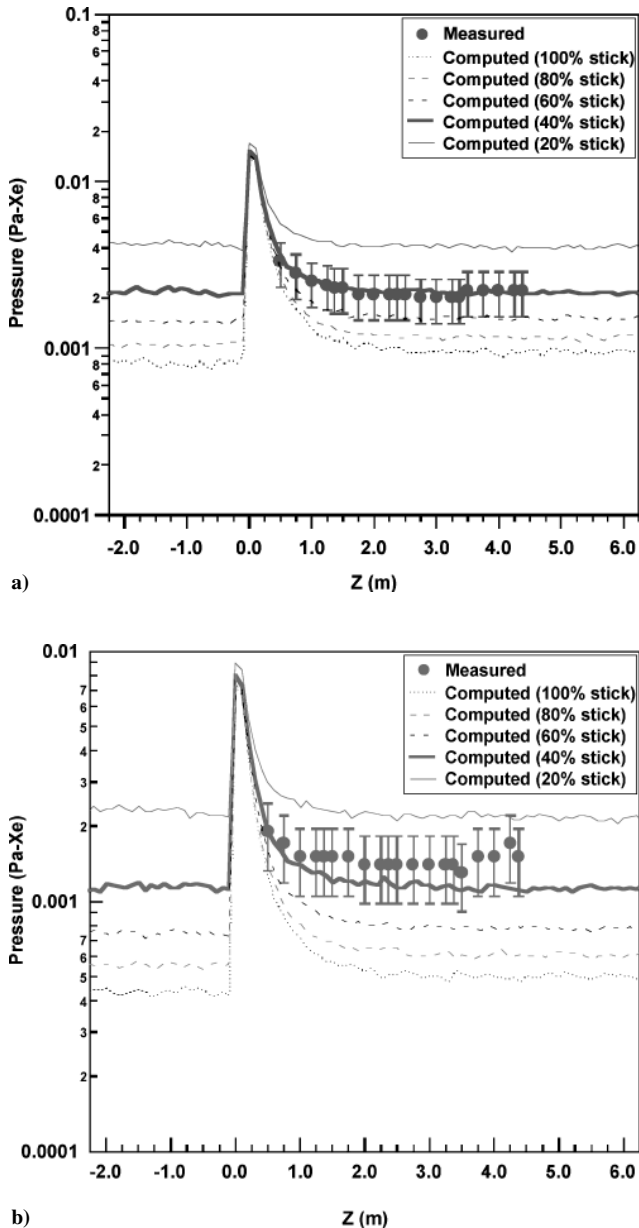 0.1
8
6
4
2
0.01
8
6
4
2
0.001
8
6
4
2
0.0001
Pressure (Pa-Xe)
Measured
Computed (100% stick)
Computed (80% stick)
Computed (60% stick)
Computed (40% stick)
Computed (20% stick)
-2.0 -1.0 0.0 1.0 2.0 3.0 4.0 5.0 6.0
Z (m)
a)
0.01
7
6
5
4
3
2
0.001
7
6
5
4
3
2
0.0001
Pressure (Pa-Xe)
Measured
Computed (100% stick)
Computed (80% stick)
Computed (60% stick)
Computed (40% stick)
Computed (20% stick)
-2.0 -1.0 0.0 1.0 2.0 3.0 4.0 5.0 6.0
Z (m)
b)